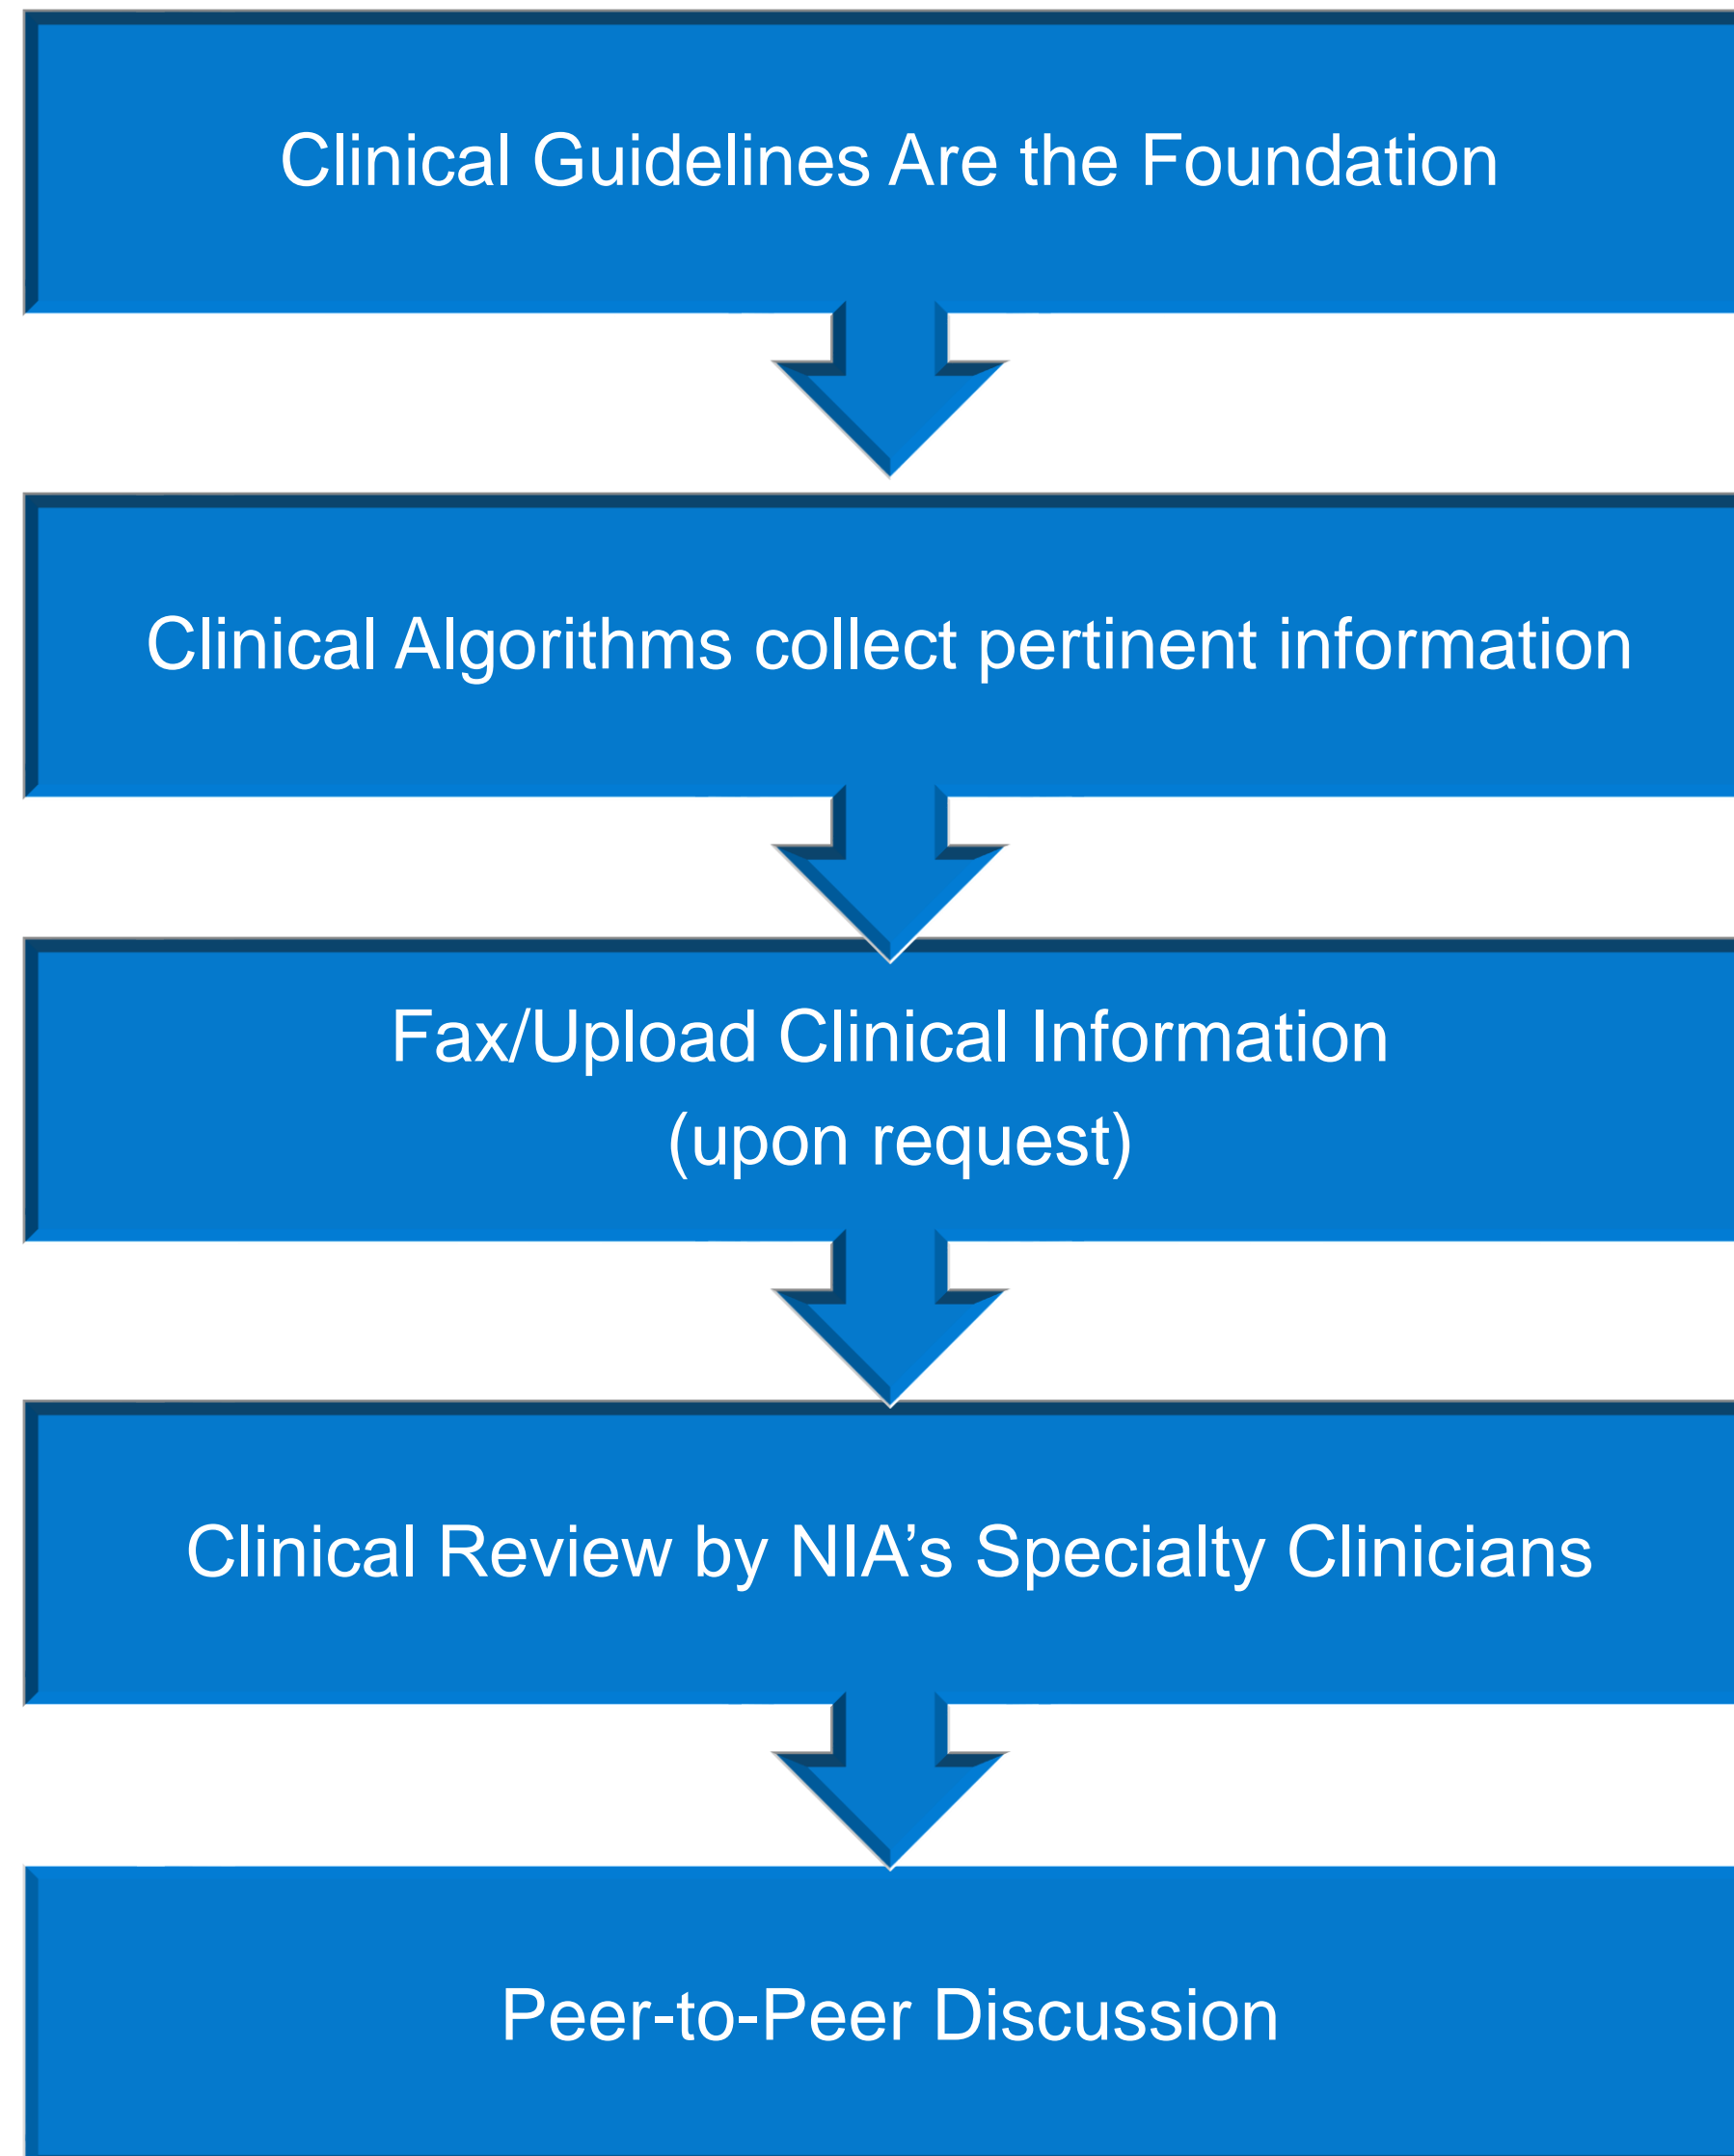 Clinical Guidelines Are the Foundation
Clinical Algorithms collect pertinent information
Fax/Upload Clinical Information
(upon request)
Clinical Review by NIA’s Specialty Clinicians
Peer-to-Peer Discussion